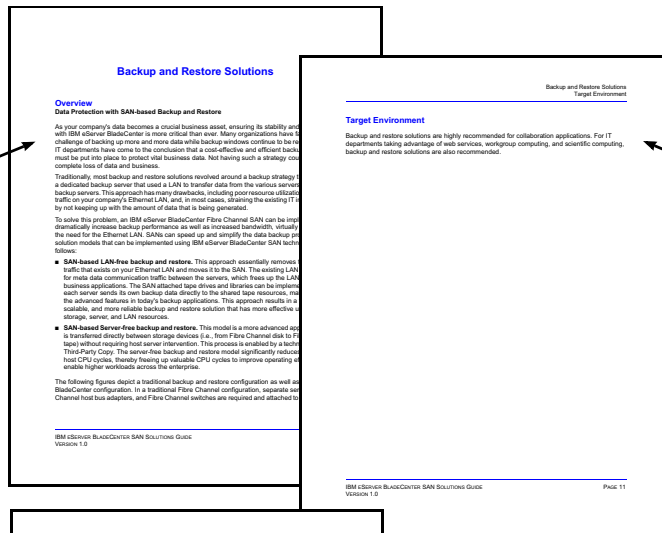 Backup and Restore Solutions
Overview
Data Protection with SAN-based Backup and Restore
As your company's data becomes a crucial business asset, ensuring its stability and
with IBM eServer BladeCenter is more critical than ever. Many organizations have
challenge of backing up more and more data while backup windows continue to be
IT departments have come to the conclusion that a cost-effective and efficient
must be put into place to protect vital business data. Not having such a strategy
complete loss of data and business.
Traditionally, most backup and restore solutions revolved around a backup strategy
a dedicated backup server that used a LAN to transfer data from the various servers
backup servers. This approach has many drawbacks, including poor resource
traffic on your company's Ethernet LAN, and, in most cases, straining the existing IT
by not keeping up with the amount of data that is being generated.
To solve this problem, an IBM eServer BladeCenter Fibre Channel SAN can be
dramatically increase backup performance as well as increased bandwidth, virtually
the need for the Ethernet LAN. SANs can speed up and simplify the data backup
solution models that can be implemented using IBM eServer BladeCenter SAN
follows:
■ SAN-based LAN-free backup and restore. This approach essentially removes
traffic that exists on your Ethernet LAN and moves it to the SAN. The existing LAN
for meta data communication traffic between the servers, which frees up the LAN
business applications. The SAN attached tape drives and libraries can be
each server sends its own backup data directly to the shared tape resources,
the advanced features in today's backup applications. This approach results in a
scalable, and more reliable backup and restore solution that has more effective
storage, server, and LAN resources.
■ SAN-based Server-free backup and restore. This model is a more advanced
is transferred directly between storage devices (i.e., from Fibre Channel disk to
tape) without requiring host server intervention. This process is enabled by a
Third-Party Copy. The server-free backup and restore model significantly reduces
host CPU cycles, thereby freeing up valuable CPU cycles to improve operating
enable higher workloads across the enterprise.
The following figures depict a traditional backup and restore configuration as well as
BladeCenter configuration. In a traditional Fibre Channel configuration, separate
Channel host bus adapters, and Fibre Channel switches are required and attached to
IBM ESERVER BLADECENTER SAN SOLUTIONS GUIDE
VERSION 1.0
Backup and Restore Solutions
Target Environment
Target Environment
Backup and restore solutions are highly recommended for collaboration applications. For IT
departments taking advantage of web services, workgroup computing, and scientific computing,
backup and restore solutions are also recommended.
IBM ESERVER BLADECENTER SAN SOLUTIONS GUIDE PAGE 11
VERSION 1.0